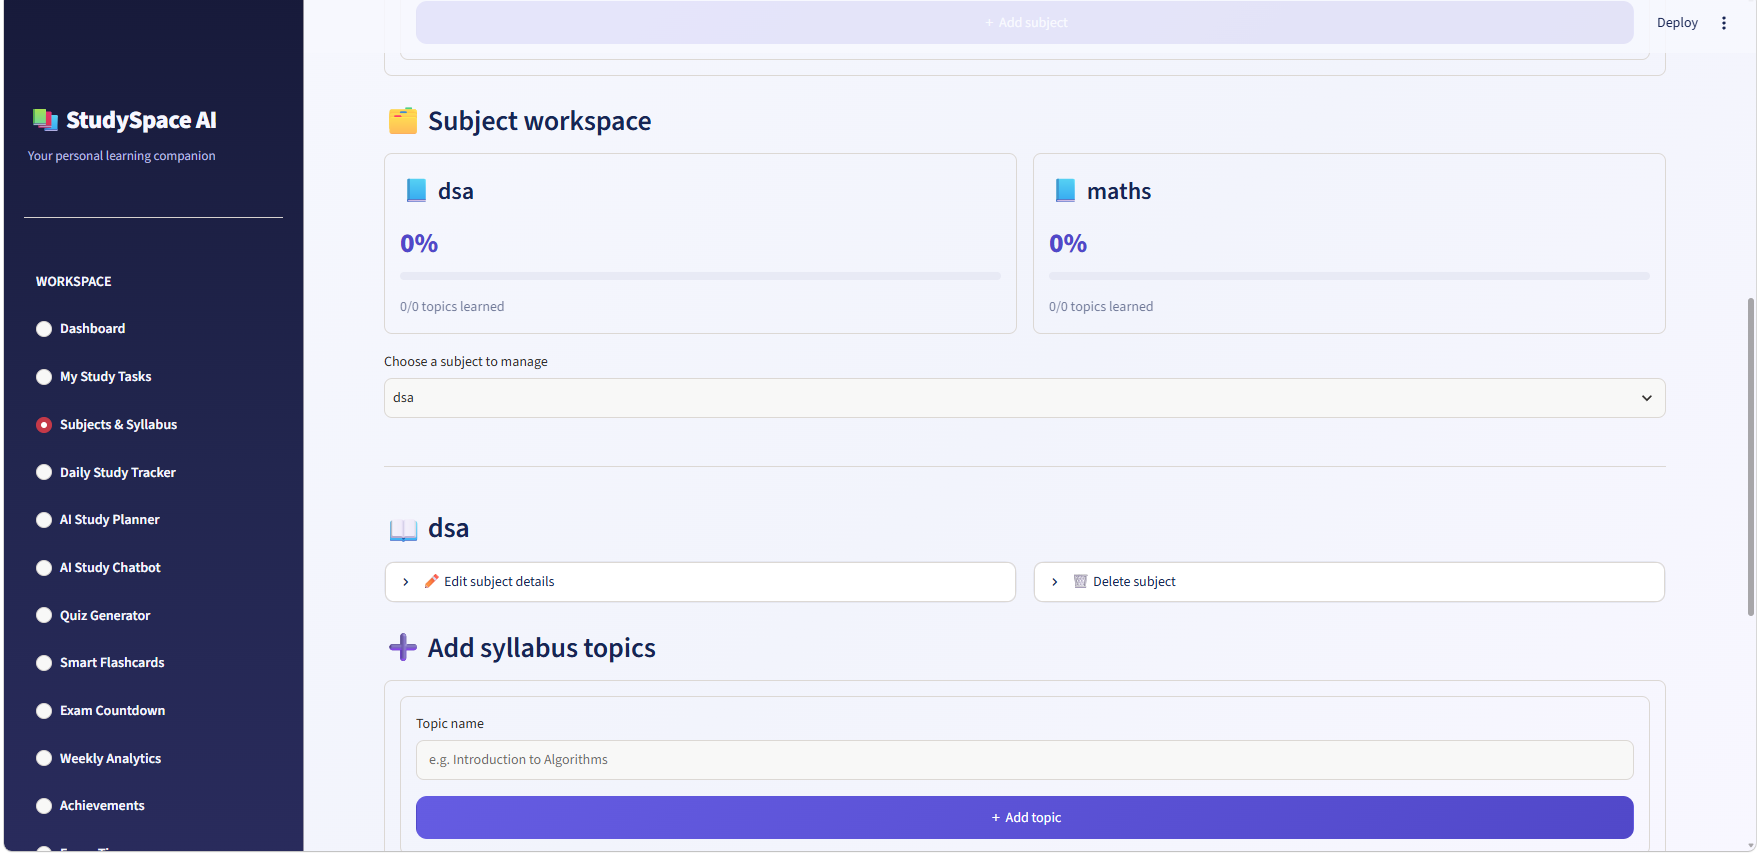 + Add subject
Deploy
StudySpace AI
Your personal learning companion
WORKSPACE
Dashboard
My Study Tasks
Subjects & Syllabus
Daily Study Tracker
AI Study Planner
AI Study Chatbot
Quiz Generator
Smart Flashcards
Exam Countdown
Weekly Analytics
Achievements
Subject workspace
dsa
0%
0/0 topics learned
maths
0%
0/0 topics learned
Choose a subject to manage
dsa
dsa
Edit subject details
Delete subject
Add syllabus topics
Topic name
e.g. Introduction to Algorithms
+ Add topic